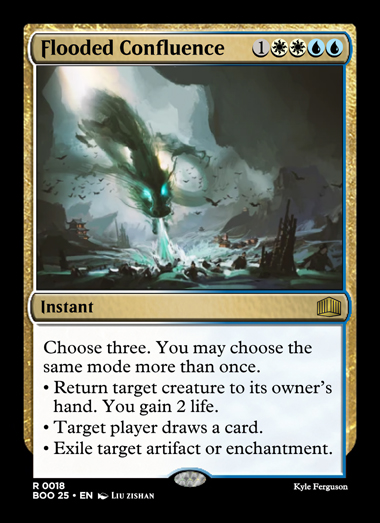 Flooded Confluence 1
Instant
Choose three. You may choose the
same mode more than once.
• Return target creature to its owner's
hand. You gain 2 life.
• Target player draws a card.
• Exile target artifact or enchantment.
R 0018
BOO 25 • EN LIU ZISHAN
Kyle Ferguson